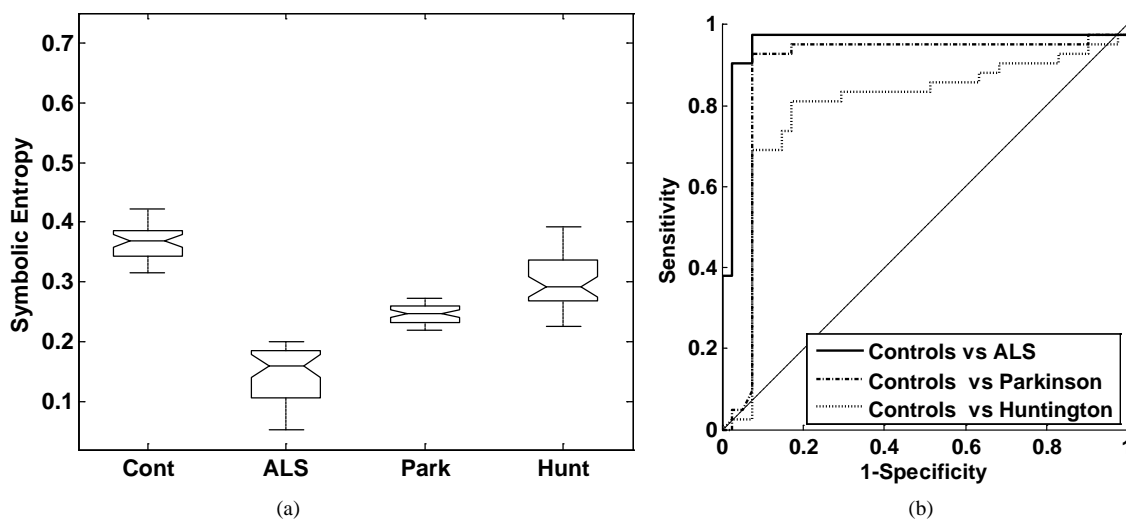 0.7
0.6
0.5
0.4
0.3
0.2
0.1
Symbolic Entropy
Cont ALS Park Hunt
(a)
1
0.8
0.6
0.4
0.2
0
Sensitivity
Controls vs ALS
Controls vs Parkinson
Controls vs Huntington
0 0.2 0.4 0.6 0.8 1
1-Specificity
(b)